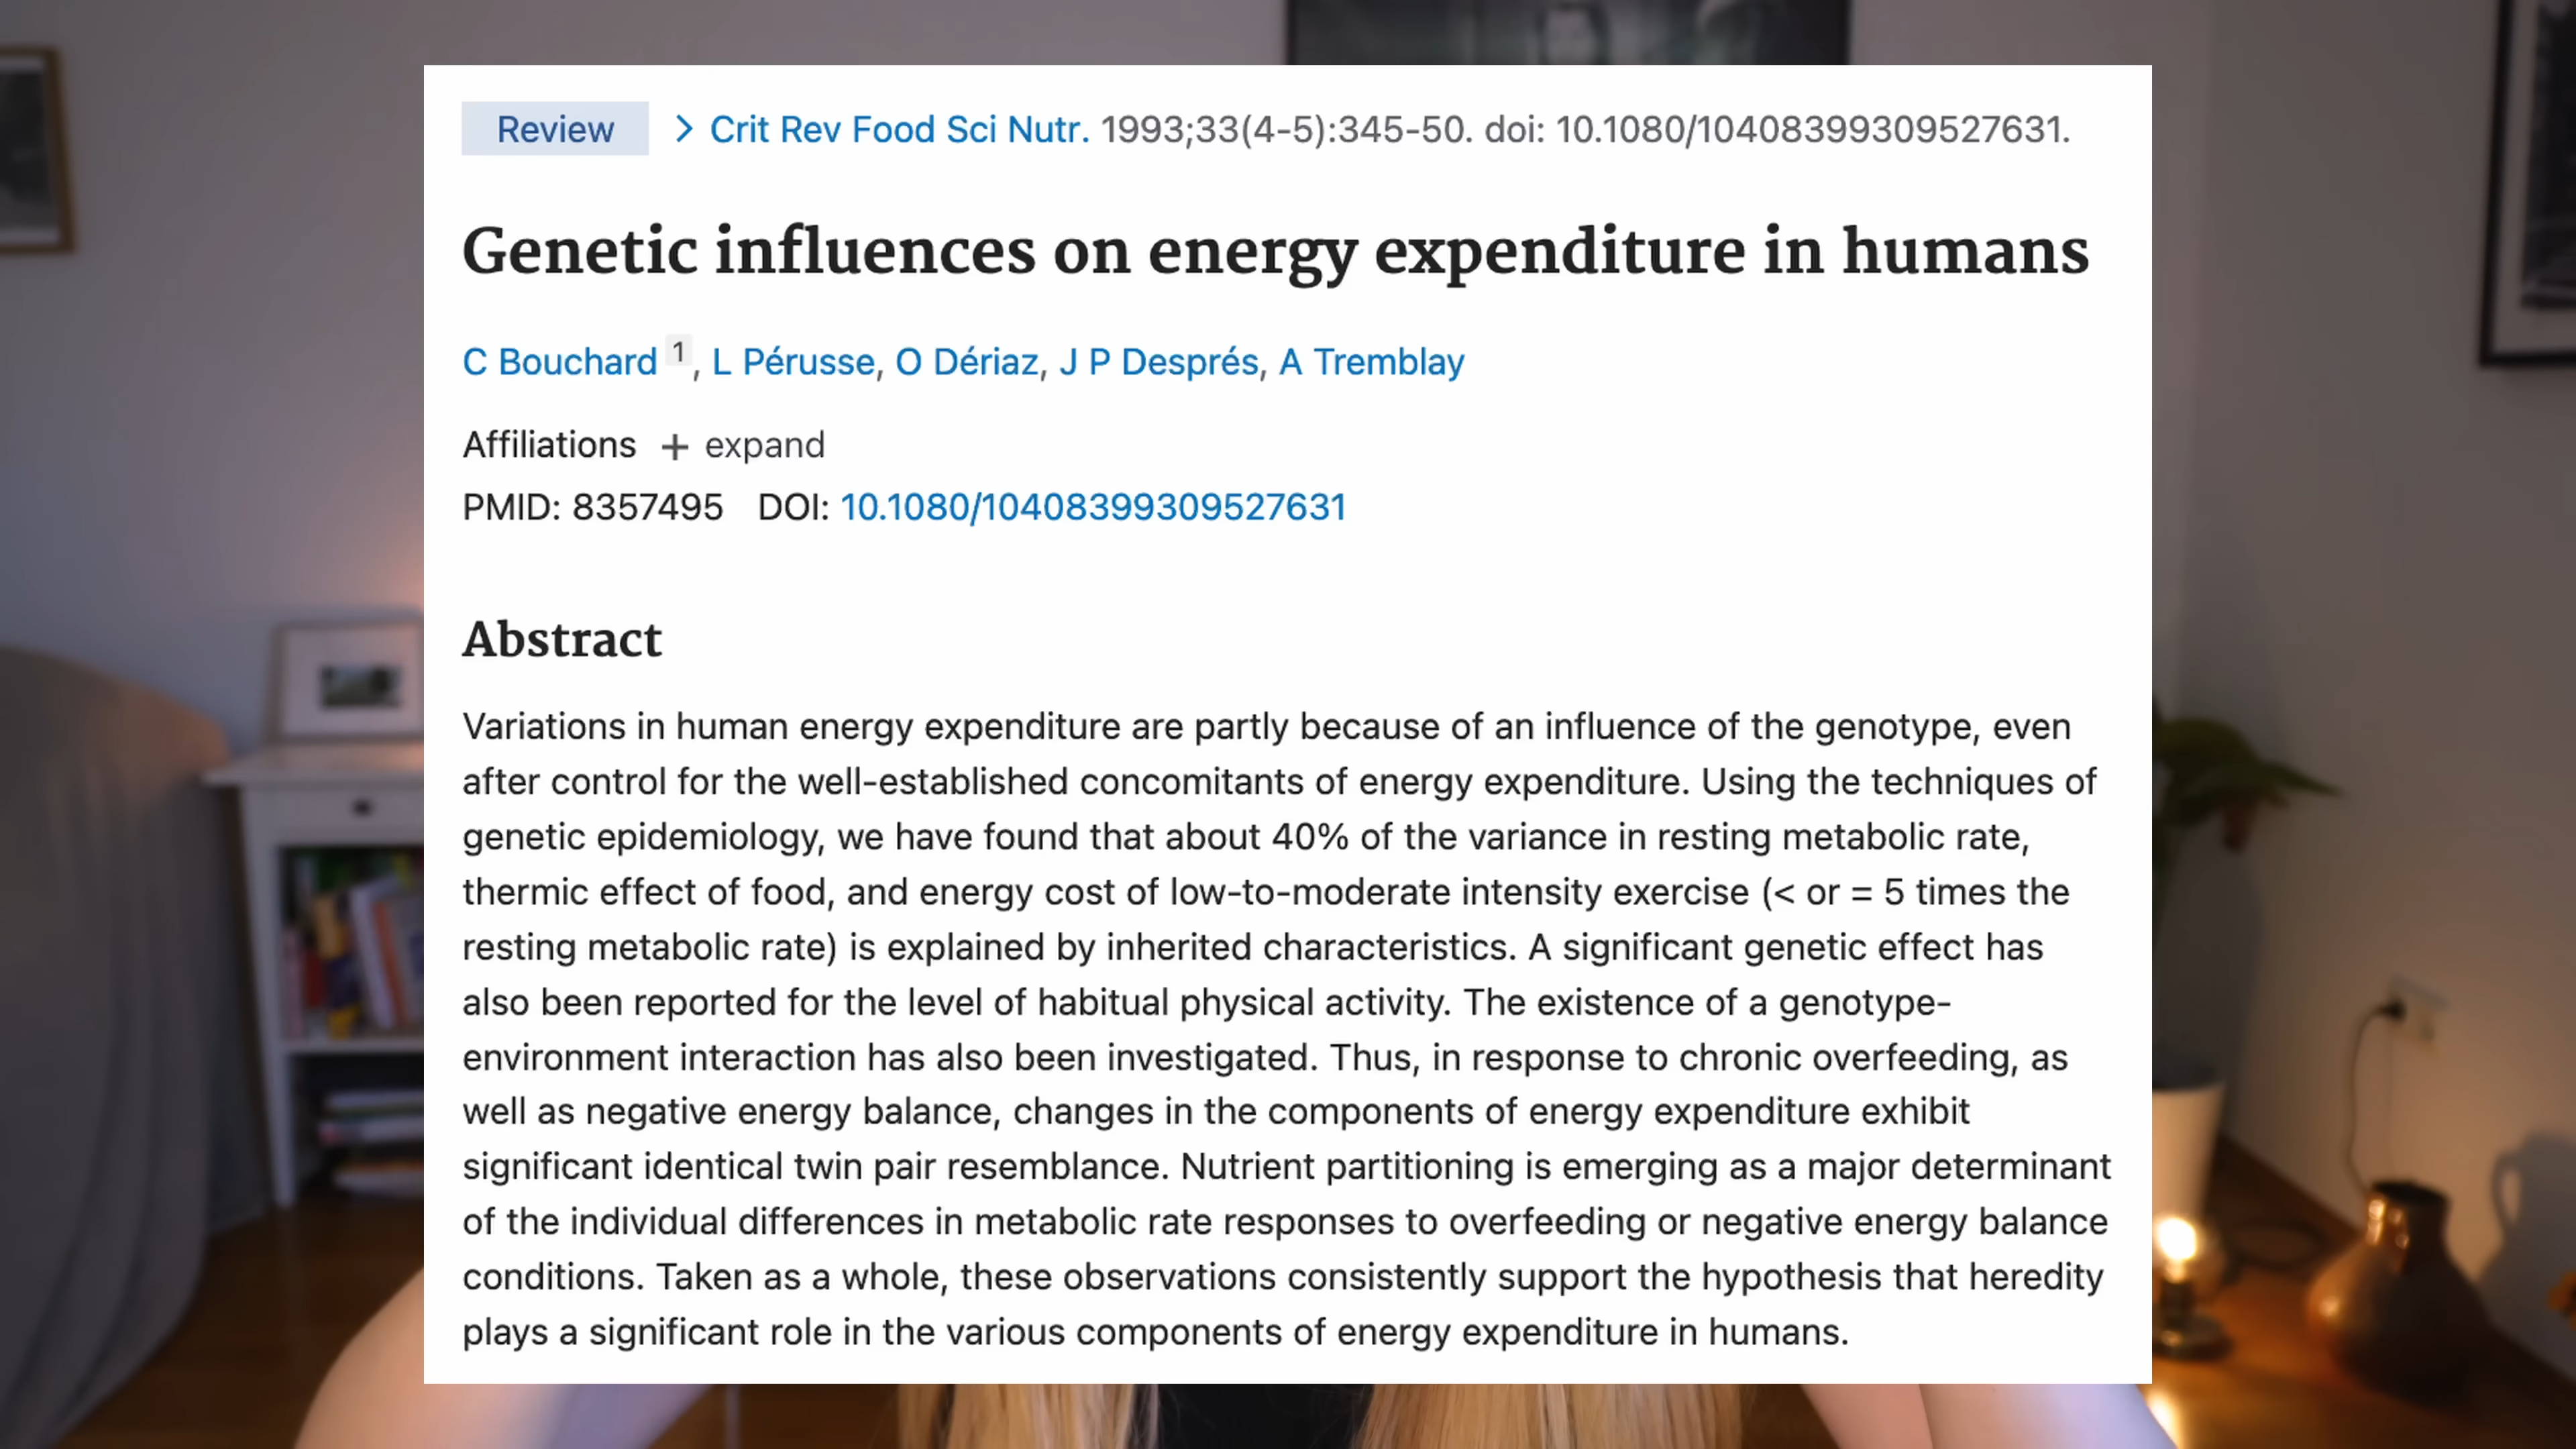 Review > Crit Rev Food Sci Nutr. 1993;33(4-5):345-50. doi: 10.1080/10408399309527631.
Genetic influences on energy expenditure in humans
C Bouchard 1, L Pérusse, O Dériaz, J P Després, A Tremblay
Affiliations + expand
PMID: 8357495 DOI: 10.1080/10408399309527631
Abstract
Variations in human energy expenditure are partly because of an influence of the genotype, even
after control for the well-established concomitants of energy expenditure. Using the techniques of
genetic epidemiology, we have found that about 40% of the variance in resting metabolic rate,
thermic effect of food, and energy cost of low-to-moderate intensity exercise (< or = 5 times the
resting metabolic rate) is explained by inherited characteristics. A significant genetic effect has
also been reported for the level of habitual physical activity. The existence of a genotype-
environment interaction has also been investigated. Thus, in response to chronic overfeeding, as
well as negative energy balance, changes in the components of energy expenditure exhibit
significant identical twin pair resemblance. Nutrient partitioning is emerging as a major determinant
of the individual differences in metabolic rate responses to overfeeding or negative energy balance
conditions. Taken as a whole, these observations consistently support the hypothesis that heredity
plays a significant role in the various components of energy expenditure in humans.